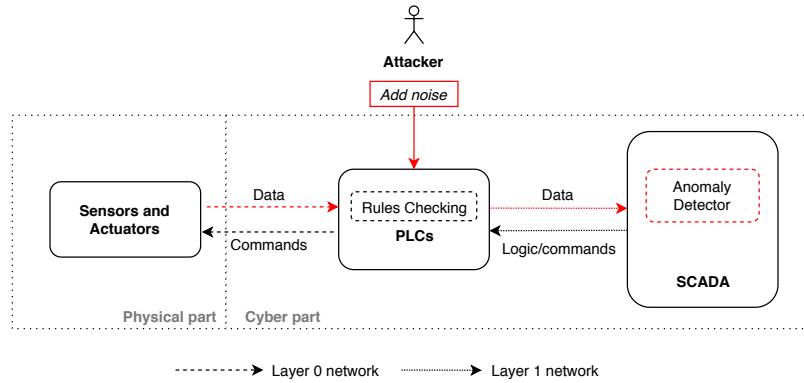 Attacker
Add noise
Data
Data
Sensors and
Actuators
Rules Checking
PLCs
Anomaly
Detector
Commands
Logic/commands
SCADA
Physical part
Cyber part
Layer 0 network
Layer 1 network